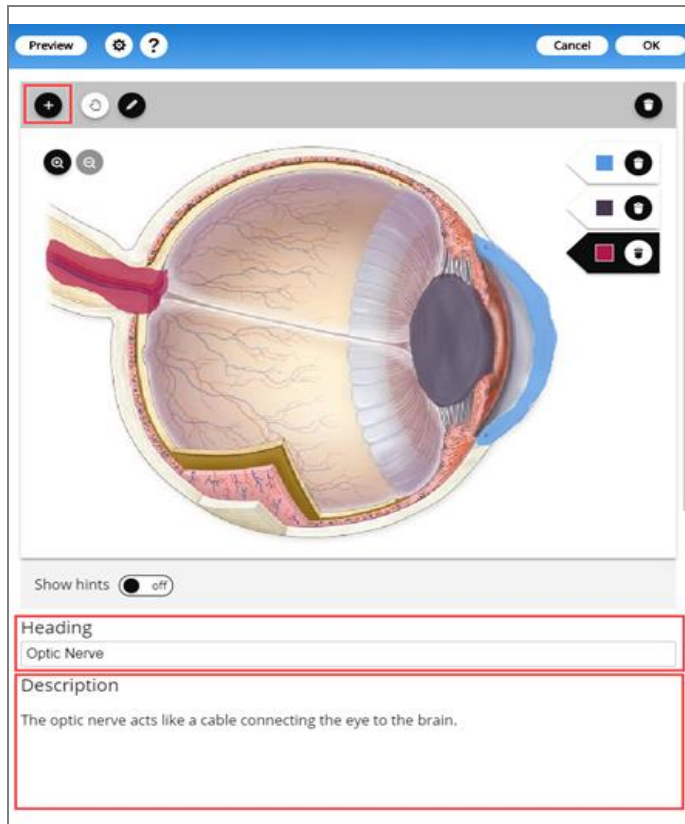 Preview ? Cancel OK
Show hints off
Heading
Optic Nerve
Description
The optic nerve acts like a cable connecting the eye to the brain.